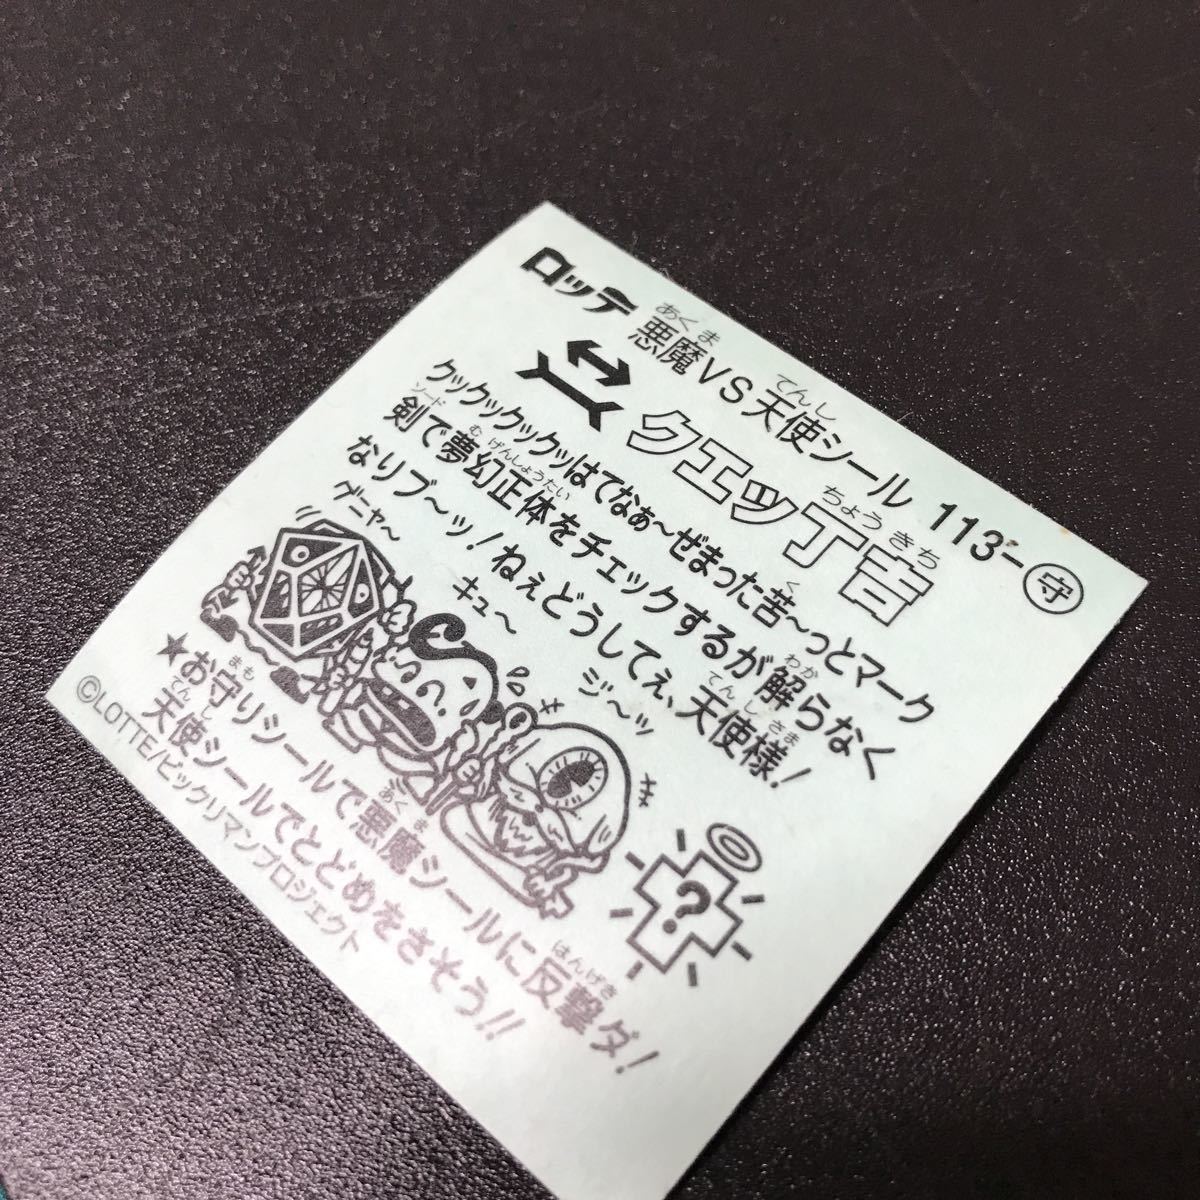 ロッテ
悪魔VS天使シール 113-守
あくま てんし
クエッ丁吉
ちょうきち
クックックックッはてなぁ〜ぜまった苦〜っとマーク
く
剣で夢幻正体をチェックするが解らなく
ソード むげんしょうたい わか
なりブ〜ッ!ねえどうしてぇ、天使様!
てんしさま
グニャ〜
キュ〜
ジ〜ッ
?
★お守りシールで悪魔シールに反撃ダ!
まも あくま はんげき
天使シールでとどめをさそう!!
てんし
©LOTTE/ビックリマンプロジェクト